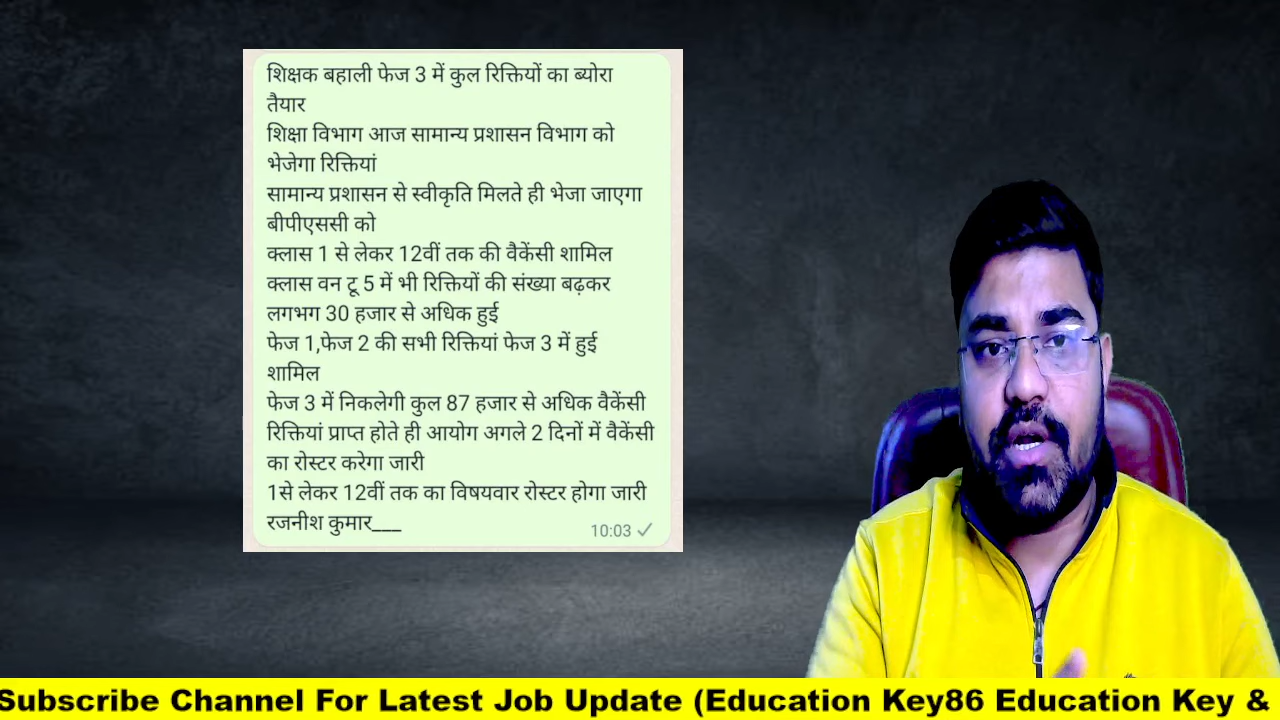 शिक्षक बहाली फेज 3 में कुल रिक्तियों का ब्योरा
तैयार
शिक्षा विभाग आज सामान्य प्रशासन विभाग को
भेजेगा रिक्तियां
सामान्य प्रशासन से स्वीकृति मिलते ही भेजा जाएगा
बीपीएससी को
क्लास 1 से लेकर 12वीं तक की वैकेंसी शामिल
क्लास वन टू 5 में भी रिक्तियों की संख्या बढ़कर
लगभग 30 हजार से अधिक हुई
फेज 1,फेज 2 की सभी रिक्तियां फेज 3 में हुई
शामिल
फेज 3 में निकलेगी कुल 87 हजार से अधिक वैकेंसी
रिक्तियां प्राप्त होते ही आयोग अगले 2 दिनों में वैकेंसी
का रोस्टर करेगा जारी
1से लेकर 12वीं तक का विषयवार रोस्टर होगा जारी
रजनीश कुमार___
10:03
Subscribe Channel For Latest Job Update (Education Key86 Education Key &